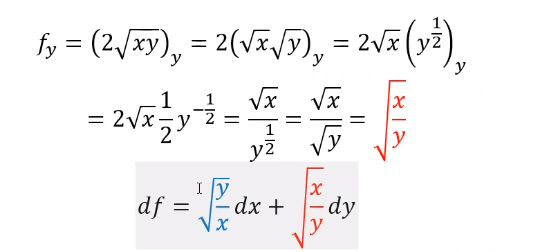 f_y = (2√(xy))_y = 2(√x√y)_y = 2√x(y^{1/2})_y
= 2√x 1/2 y^{-1/2} = √x / y^{1/2} = √x / √y = √(x/y)
df = √(y/x) dx + √(x/y) dy